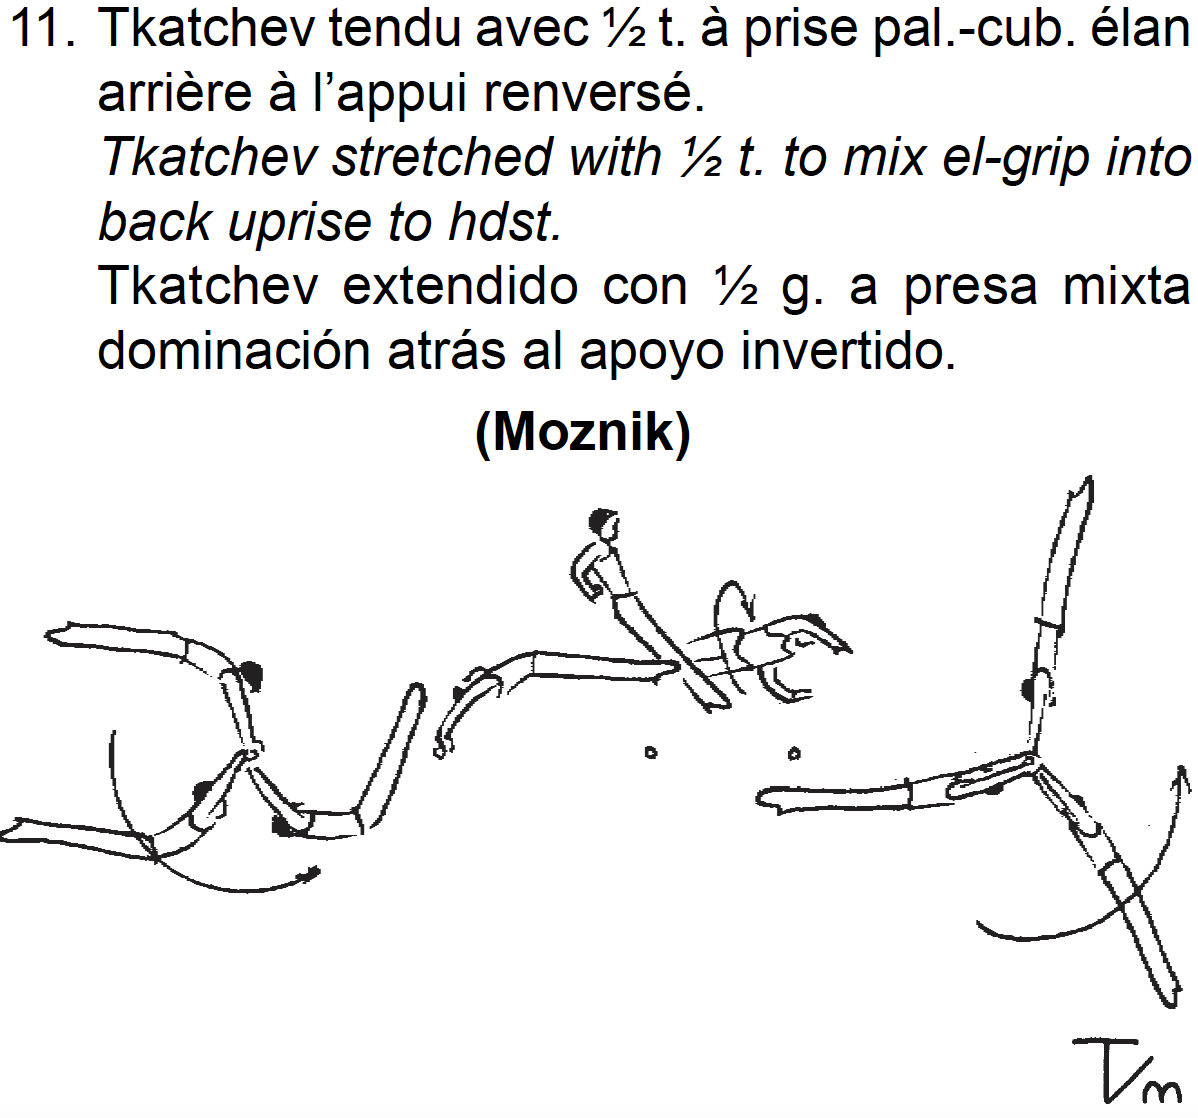 11. Tkatchev tendu avec ½ t. à prise pal.-cub. élan
arrière à l’appui renversé.
Tkatchev stretched with ½ t. to mix el-grip into
back uprise to hdst.
Tkatchev extendido con ½ g. a presa mixta
dominación atrás al apoyo invertido.
(Moznik)